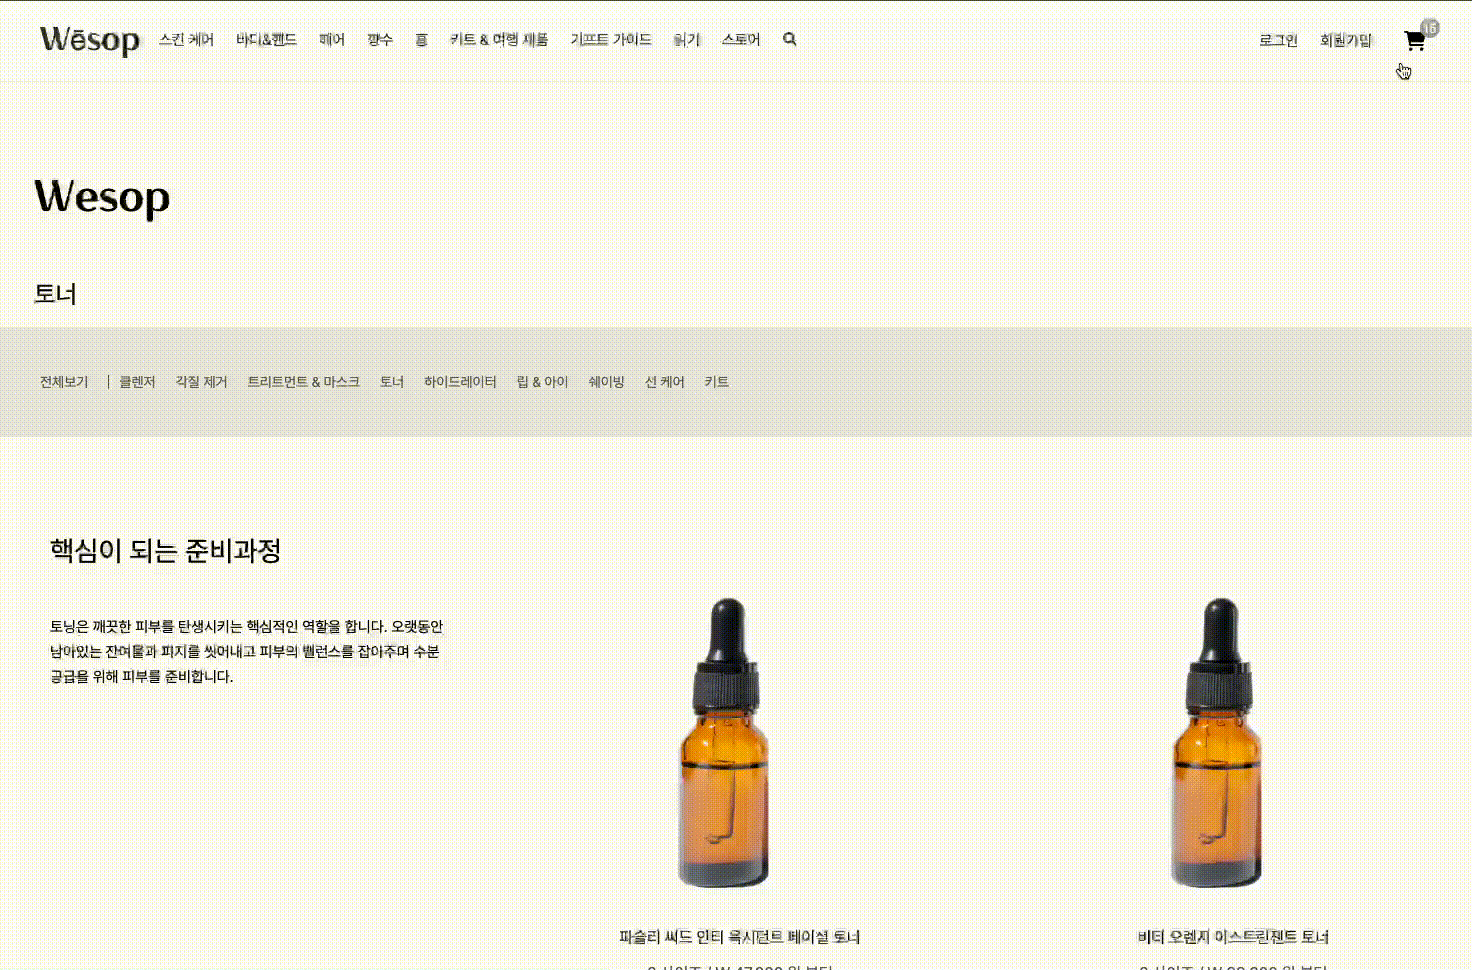 Wēsop 스킨 케어 바디&핸드 헤어 향수 홈 키트 & 여행 제품 기프트 가이드 읽기 스토어
로그인 회원가입 16
Wesop
토너
전체보기 | 클렌저 각질 제거 트리트먼트 & 마스크 토너 하이드레이터 립 & 아이 쉐이빙 선 케어 키트
핵심이 되는 준비과정
토닝은 깨끗한 피부를 탄생시키는 핵심적인 역할을 합니다. 오랫동안
남아있는 잔여물과 피지를 씻어내고 피부의 밸런스를 잡아주며 수분
공급을 위해 피부를 준비합니다.
파슬리 씨드 안티 옥시던트 페이셜 토너
비터 오렌지 아스트린젠트 토너